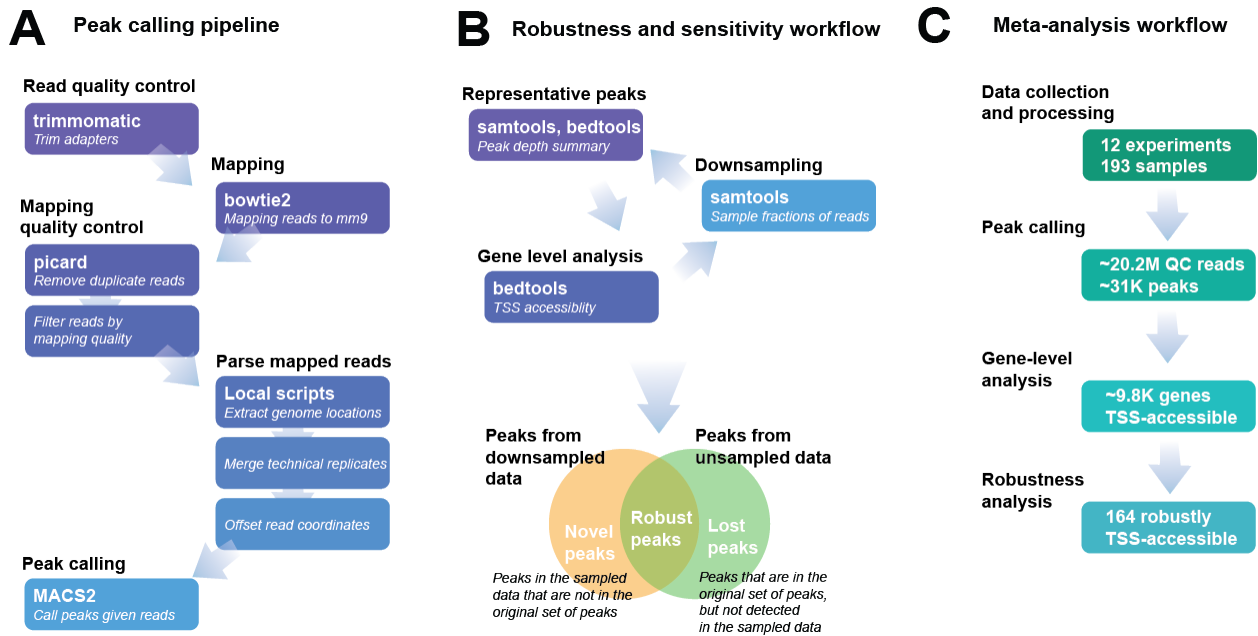 A
Peak calling pipeline
Read quality control
trimmomatic
Trim adapters
Mapping
bowtie2
Mapping reads to mm9
Mapping
quality control
picard
Remove duplicate reads
Filter reads by
mapping quality
Parse mapped reads
Local scripts
Extract genome locations
Merge technical replicates
Offset read coordinates
Peak calling
MACS2
Call peaks given reads
B
Robustness and sensitivity workflow
Representative peaks
samtools, bedtools
Peak depth summary
Downsampling
samtools
Sample fractions of reads
Gene level analysis
bedtools
TSS accessiblity
Peaks from
downsampled
data
Peaks from
unsampled data
Novel
peaks
Robust
peaks
Lost
peaks
Peaks in the sampled
data that are not in the
original set of peaks
Peaks that are in the
original set of peaks,
but not detected
in the sampled data
C
Meta-analysis workflow
Data collection
and processing
12 experiments
193 samples
Peak calling
~20.2M QC reads
~31K peaks
Gene-level
analysis
~9.8K genes
TSS-accessible
Robustness
analysis
164 robustly
TSS-accessible